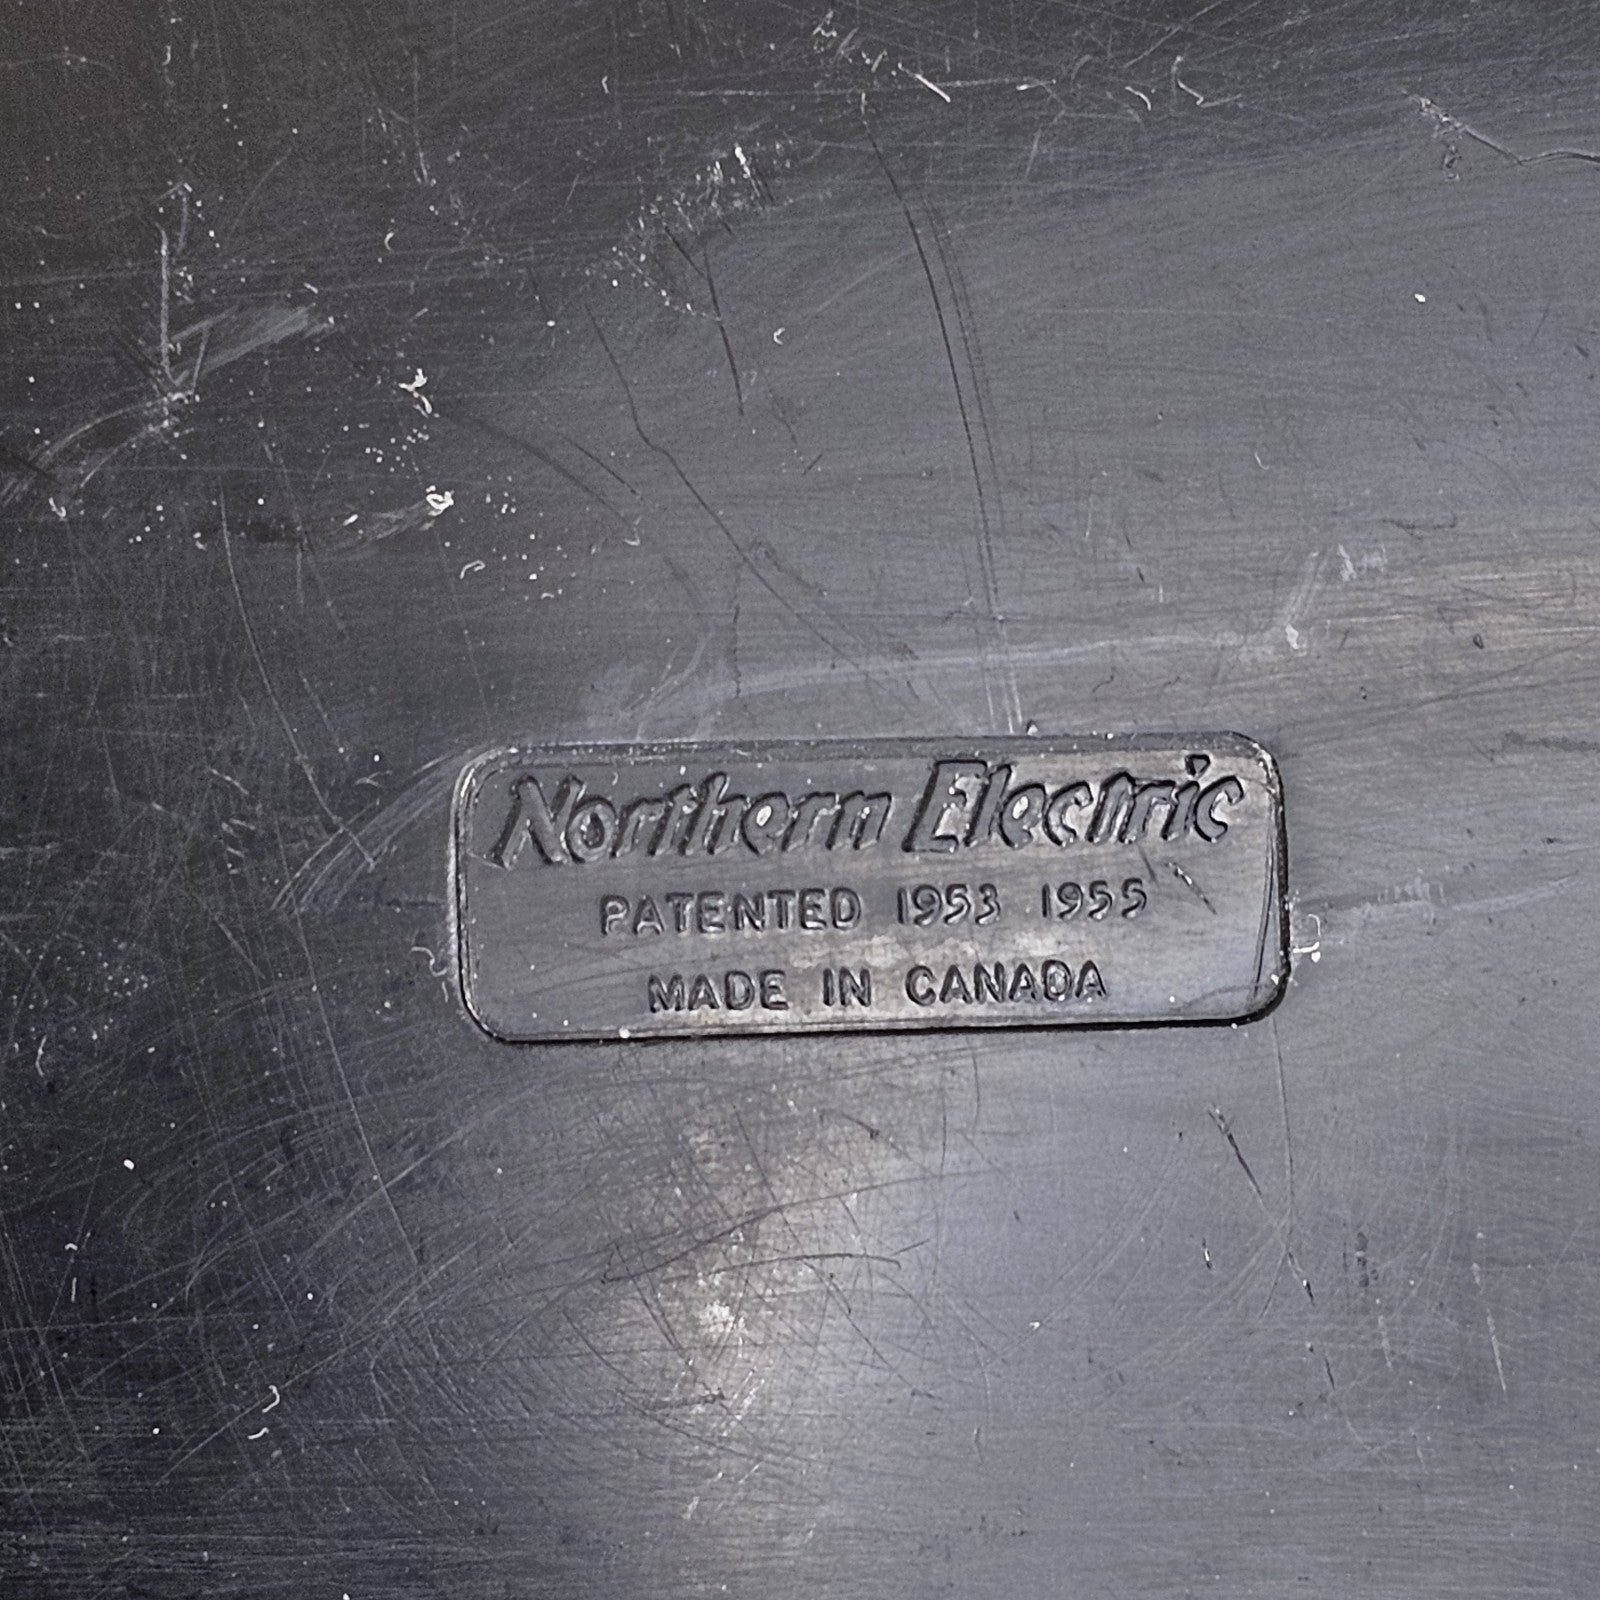 Northern Electric
PATENTED 1953 1955
MADE IN CANADA